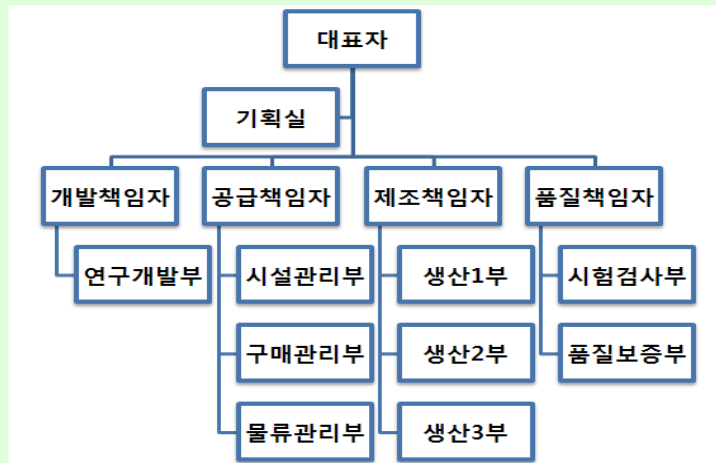 대표자
기획실
개발책임자
공급책임자
제조책임자
품질책임자
연구개발부
시설관리부
생산1부
시험검사부
구매관리부
생산2부
품질보증부
물류관리부
생산3부